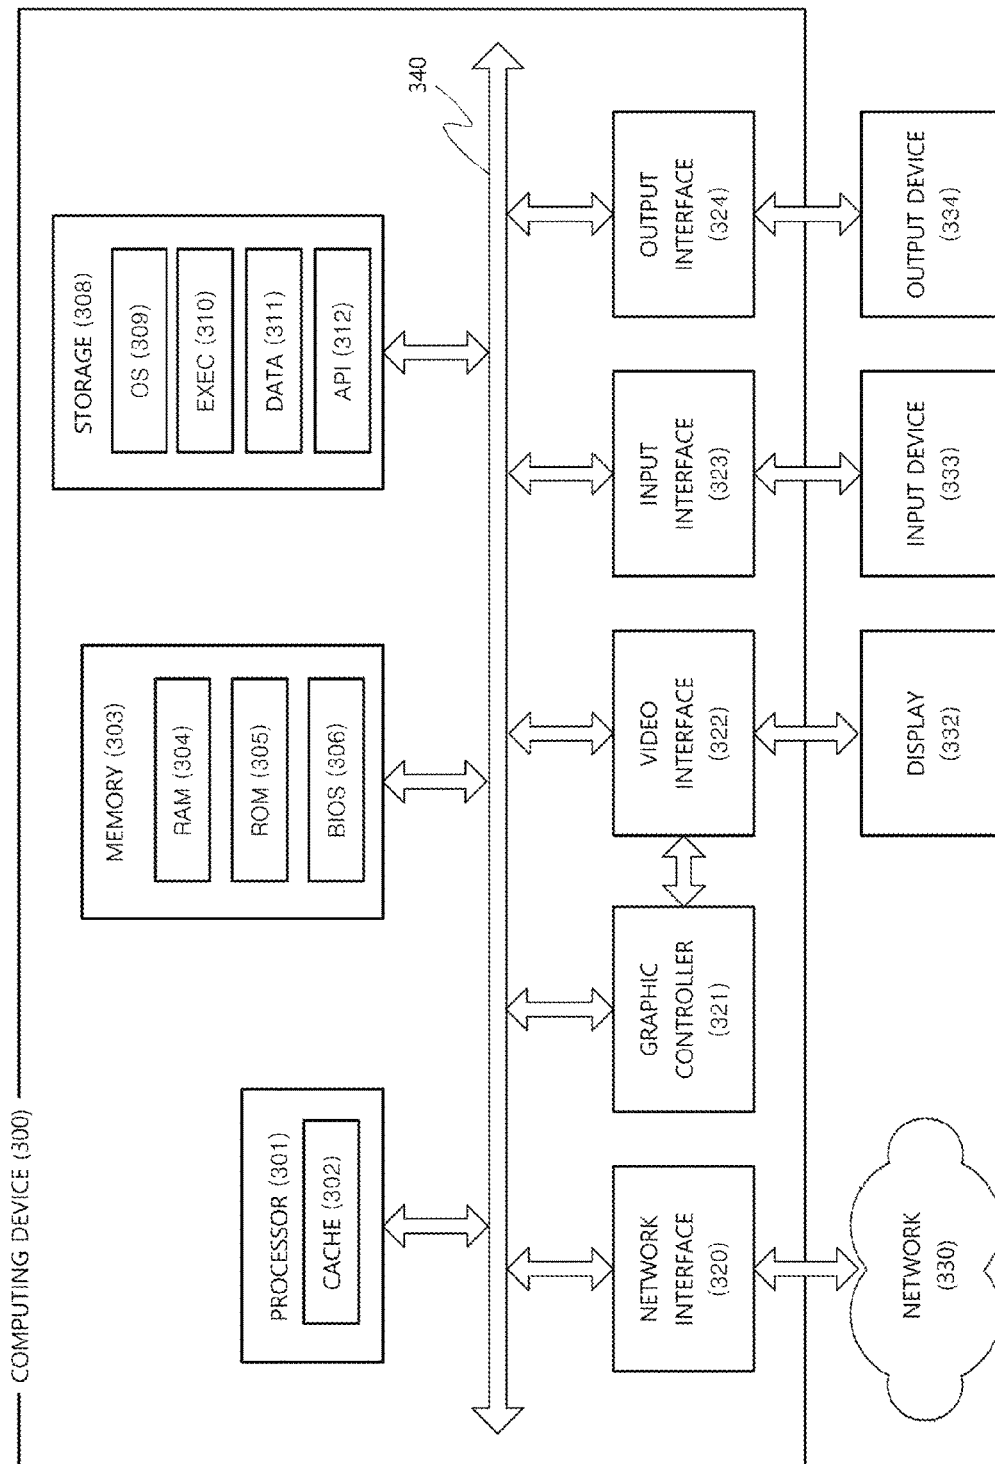 COMPUTING DEVICE (300)
PROCESSOR (301)
CACHE (302)
MEMORY (303)
RAM (304)
ROM (305)
BIOS (306)
STORAGE (308)
OS (309)
EXEC (310)
DATA (311)
API (312)
340
NETWORK
INTERFACE
(320)
GRAPHIC
CONTROLLER
(321)
VIDEO
INTERFACE
(322)
INPUT
INTERFACE
(323)
OUTPUT
INTERFACE
(324)
NETWORK
(330)
DISPLAY
(332)
INPUT DEVICE
(333)
OUTPUT DEVICE
(334)